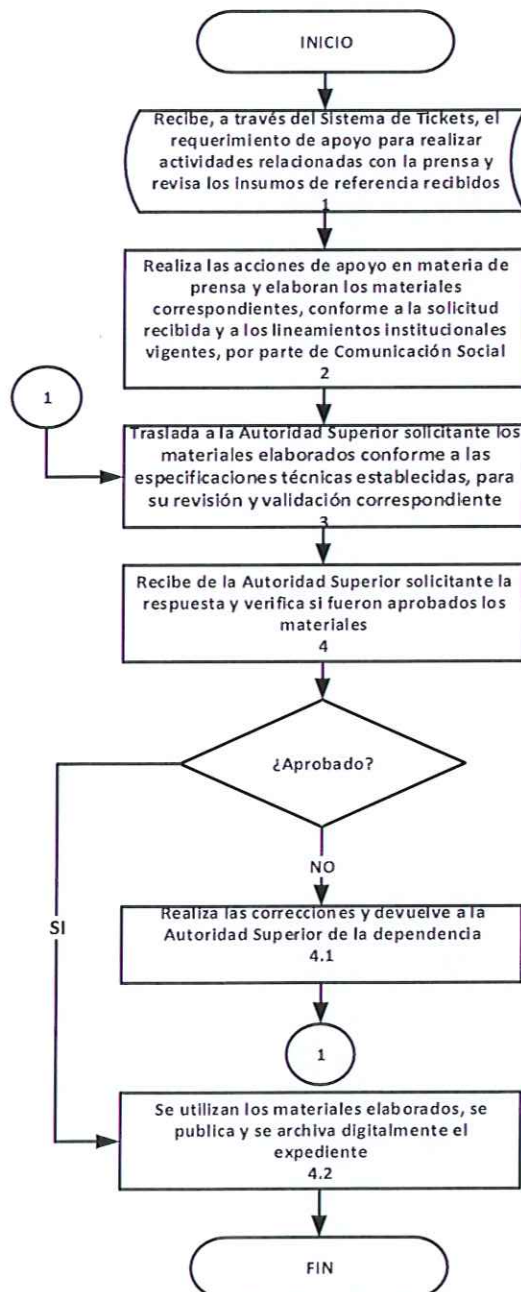 INICIO
Recibe, a través del Sistema de Tickets, el
requerimiento de apoyo para realizar
actividades relacionadas con la prensa y
revisa los insumos de referencia recibidos
1
Realiza las acciones de apoyo en materia de
prensa y elaboran los materiales
correspondientes, conforme a la solicitud
recibida y a los lineamientos institucionales
vigentes, por parte de Comunicación Social
2
1
Traslada a la Autoridad Superior solicitante los
materiales elaborados conforme a las
especificaciones técnicas establecidas, para
su revisión y validación correspondiente
3
Recibe de la Autoridad Superior solicitante la
respuesta y verifica si fueron aprobados los
materiales
4
¿Aprobado?
NO
SI
Realiza las correcciones y devuelve a la
Autoridad Superior de la dependencia
4.1
1
Se utilizan los materiales elaborados, se
publica y se archiva digitalmente el
expediente
4.2
FIN